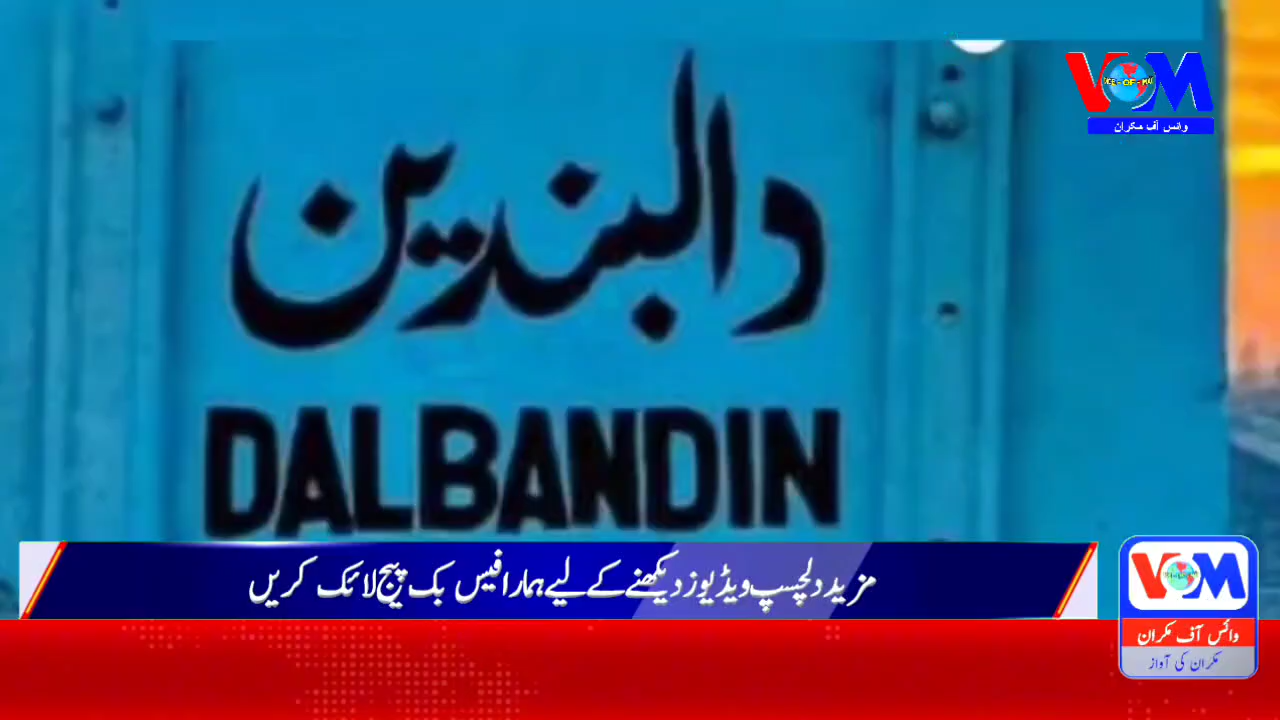 VOM
وائس آف مکران
دالبندین
DALBANDIN
مزید دلچسپ ویڈیوز دیکھنے کے لیے ہمارا فیس بک پیج لائک کریں
VOM
وائس آف مکران
مکران کی آواز